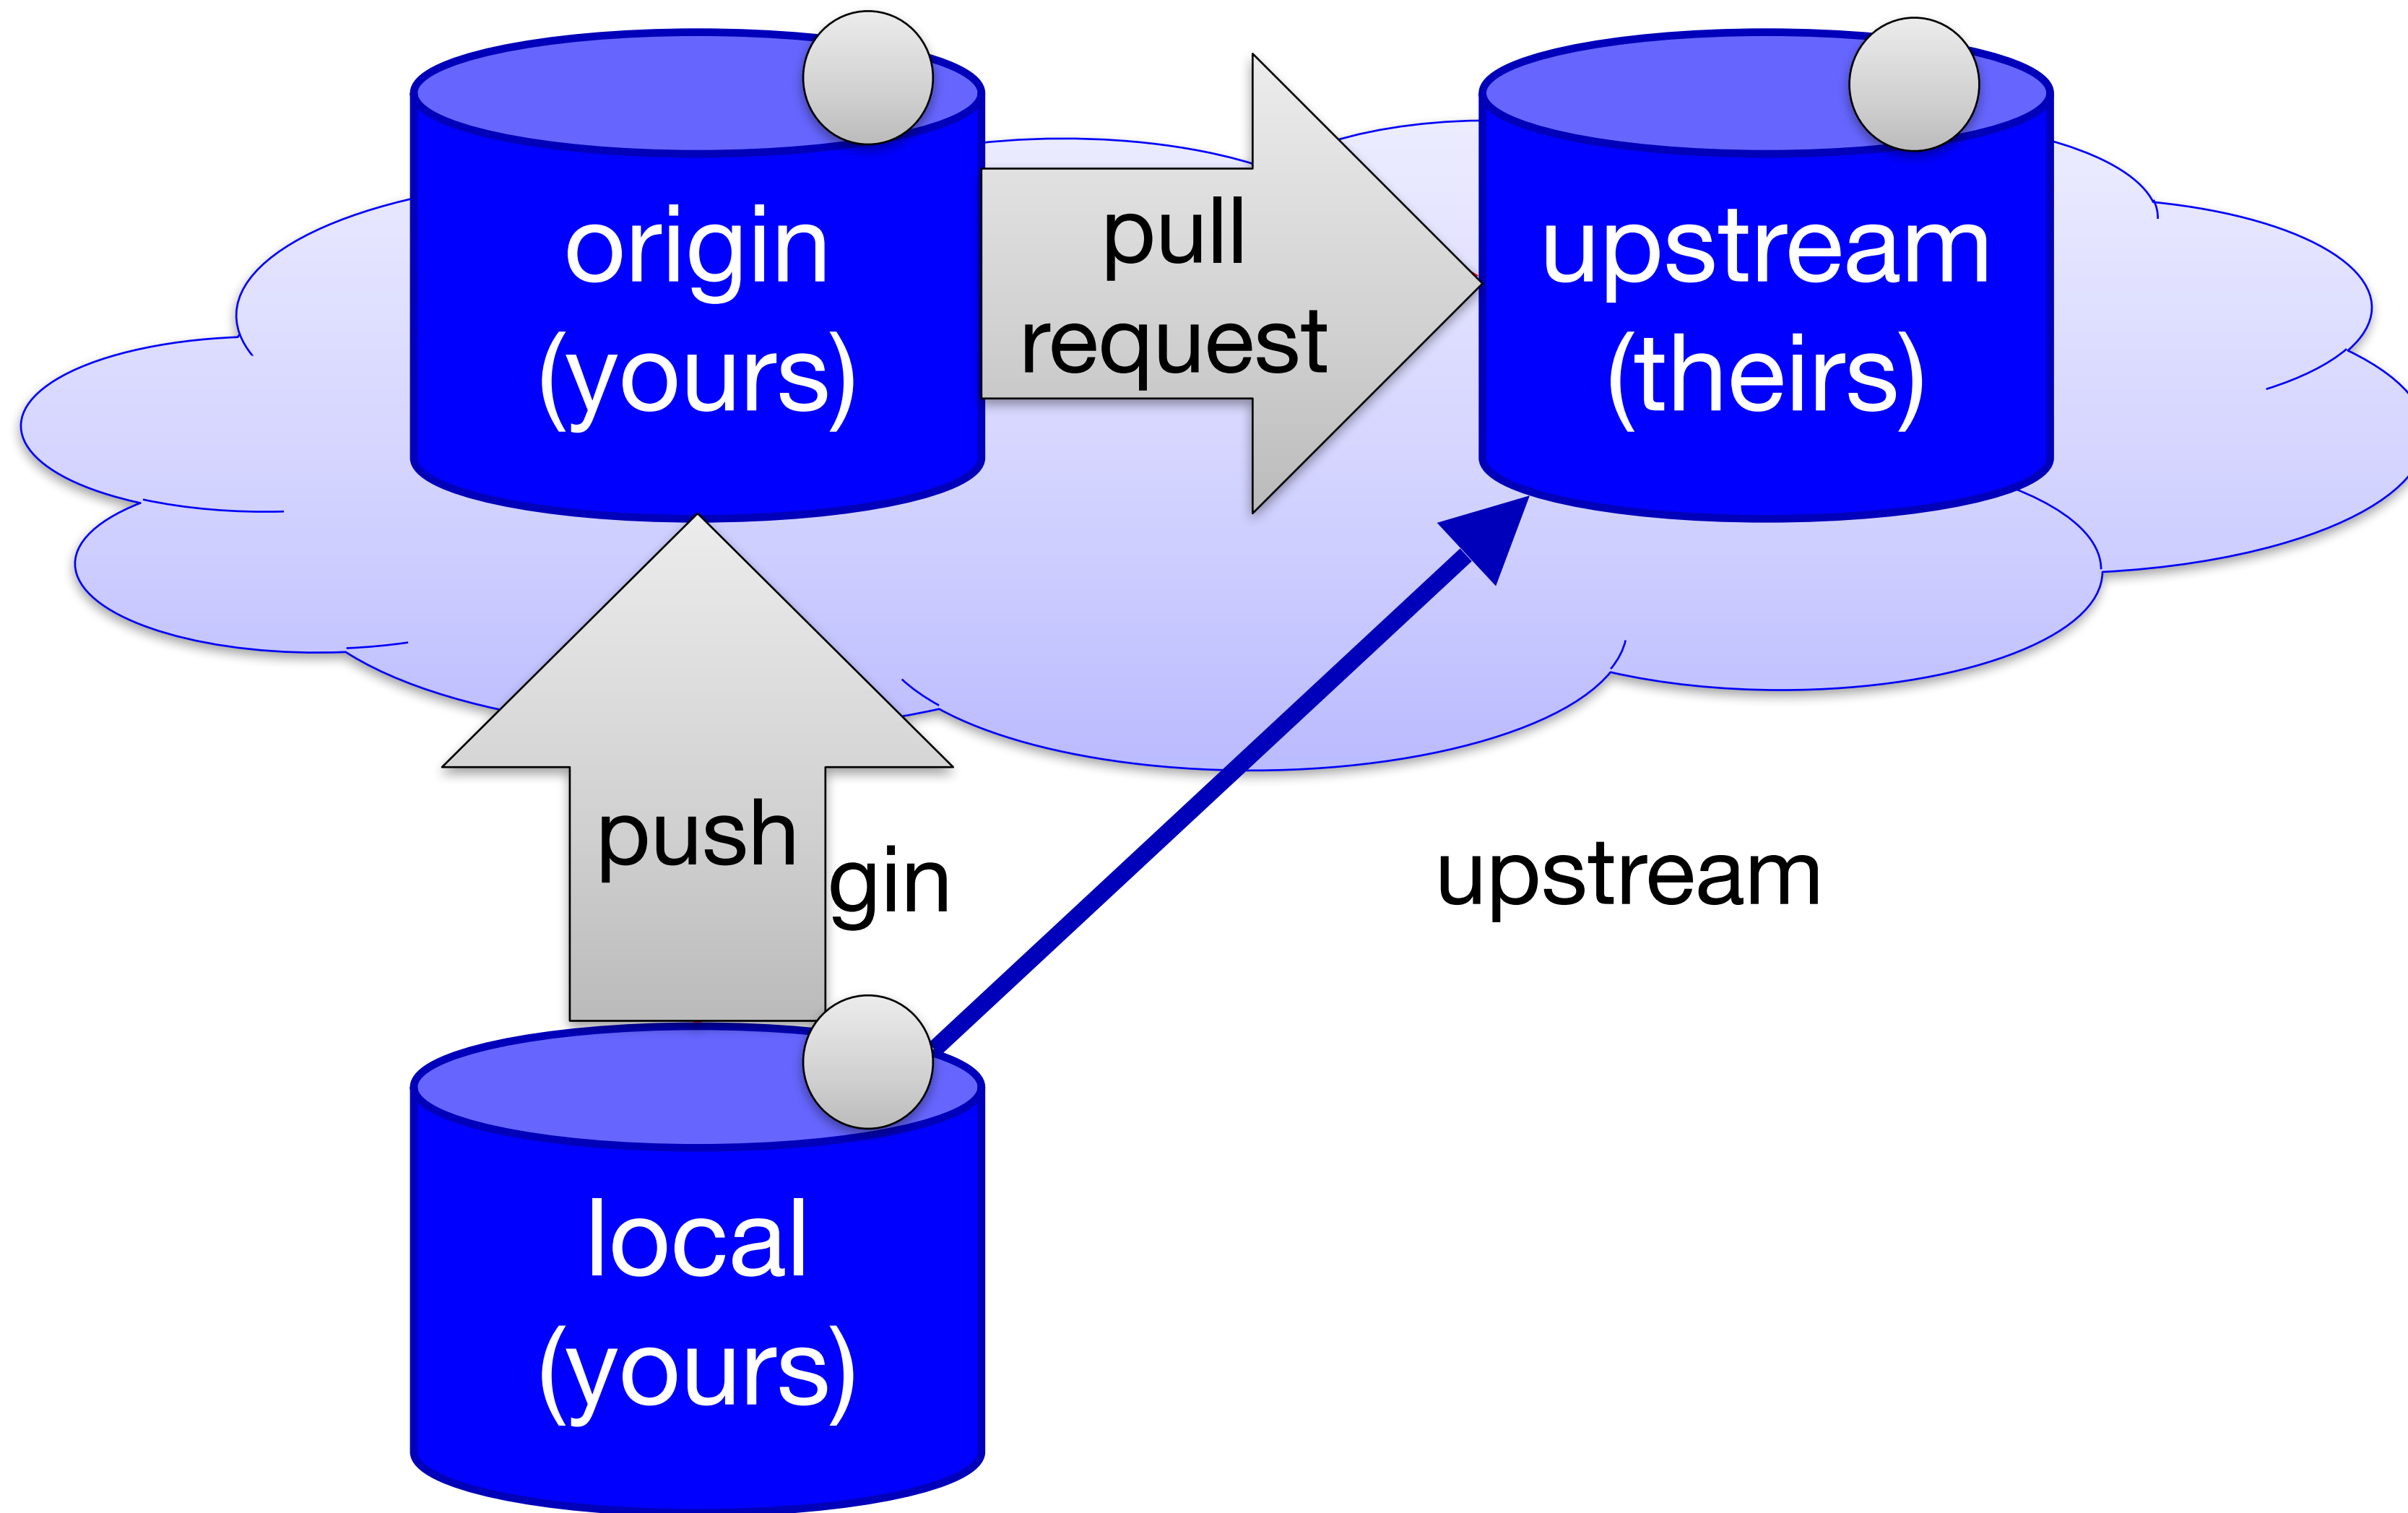 origin
(yours)
pull
request
upstream
(theirs)
push
gin
upstream
local
(yours)